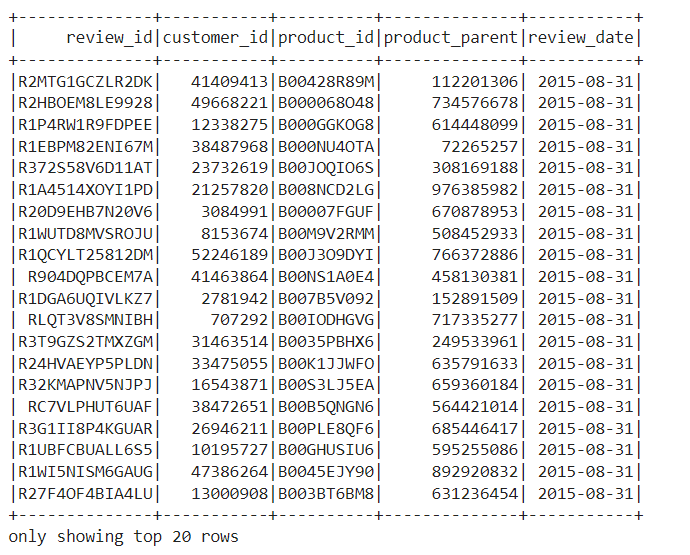 +--------------+-----------+----------+--------------+-----------+
|     review_id|customer_id|product_id|product_parent|review_date|
+--------------+-----------+----------+--------------+-----------+
|R2MTG1GCZLR2DK|   41409413|B00428R89M|     112201306| 2015-08-31|
|R2HBOEM8LE9928|   49668221|B000068O48|     734576678| 2015-08-31|
|R1P4RW1R9FDPEE|   12338275|B000GGKOG8|     614448099| 2015-08-31|
|R1EBPM82ENI67M|   38487968|B000NU4OTA|      72265257| 2015-08-31|
|R372S58V6D11AT|   23732619|B00JOQIO6S|     308169188| 2015-08-31|
|R1A4514XOYI1PD|   21257820|B008NCD2LG|     976385982| 2015-08-31|
|R20D9EHB7N20V6|    3084991|B00007FGUF|     670878953| 2015-08-31|
|R1WUTD8MVSROJU|    8153674|B00M9V2RMM|     508452933| 2015-08-31|
|R1QCYLT25812DM|   52246189|B00J3O9DYI|     766372886| 2015-08-31|
| R904DQPBCEM7A|   41463864|B00NS1A0E4|     458130381| 2015-08-31|
|R1DGA6UQIVLKZ7|    2781942|B007B5V092|     152891509| 2015-08-31|
| RLQT3V8SMNIBH|     707292|B00IODHGVG|     717335277| 2015-08-31|
|R3T9GZS2TMXZGM|   31463514|B0035PBHX6|     249533961| 2015-08-31|
|R24HVAEYP5PLDN|   33475055|B00K1JJWFO|     635791633| 2015-08-31|
|R32KMAPNV5NJPJ|   16543871|B00S3LJ5EA|     659360184| 2015-08-31|
| RC7VLPHUT6UAF|   38472651|B00B5QNGN6|     564421014| 2015-08-31|
|R3G1II8P4KGUAR|   26946211|B00PLE8QF6|     685446417| 2015-08-31|
|R1UBFCBUALL6S5|   10195727|B00GHUSIU6|     595255086| 2015-08-31|
|R1WI5NISM6GAUG|   47386264|B0045EJY90|     892920832| 2015-08-31|
|R27F4OF4BIA4LU|   13000908|B003BT6BM8|     631236454| 2015-08-31|
+--------------+-----------+----------+--------------+-----------+
only showing top 20 rows